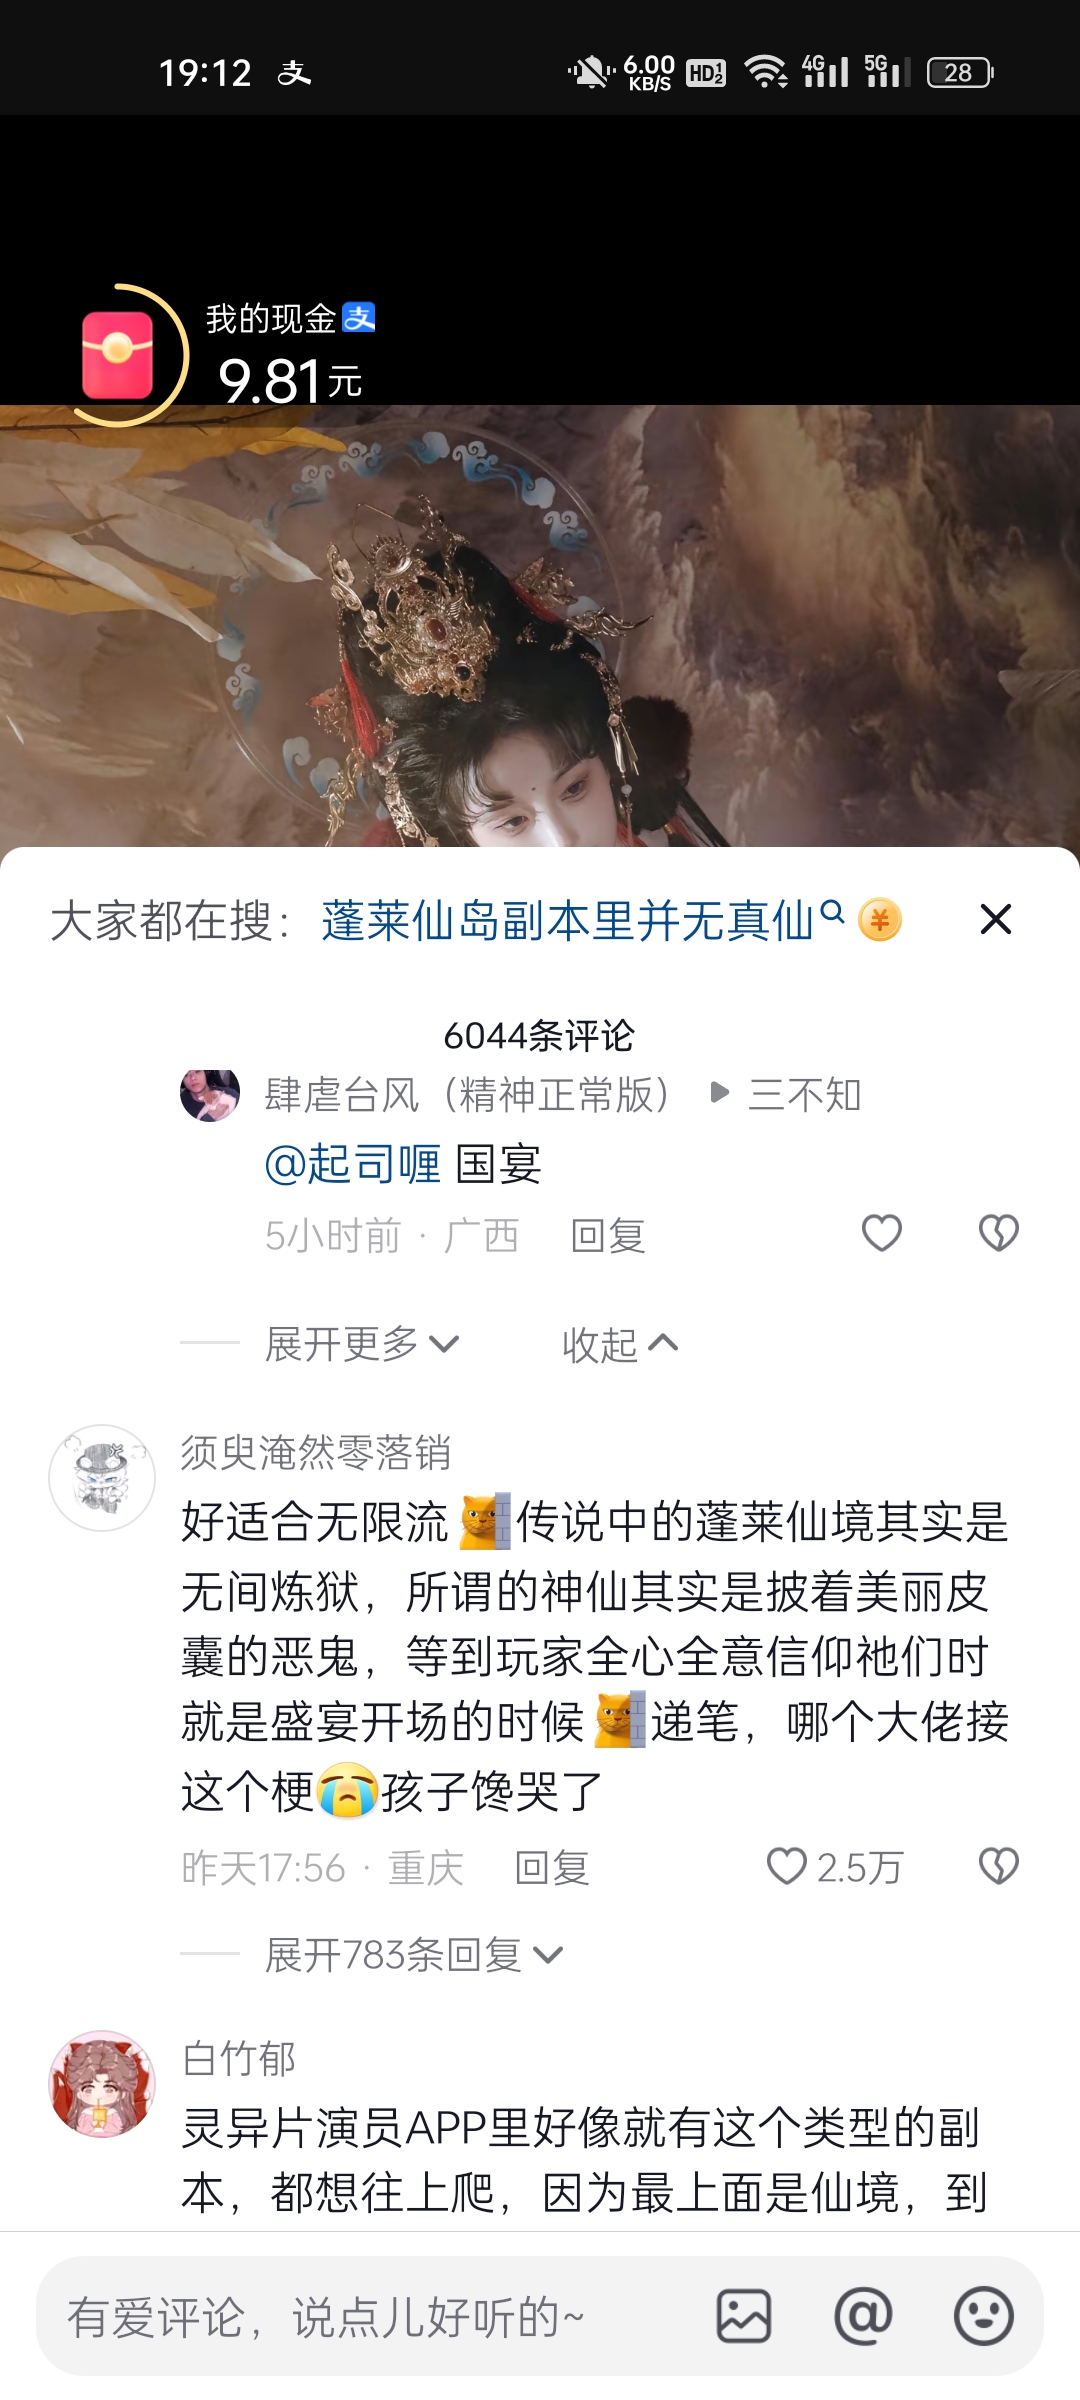 19:12 支
6.00 KB/S HD 1 2 4G 5G 28
我的现金 支
9.81元
大家都在搜：蓬莱仙岛副本里并无真仙
6044条评论
肆虐台风（精神正常版） 三不知
@起司喱 国宴
5小时前 · 广西 回复
展开更多 收起
须臾淹然零落销
好适合无限流传说中的蓬莱仙境其实是
无间炼狱，所谓的神仙其实是披着美丽皮
囊的恶鬼，等到玩家全心全意信仰祂们时
就是盛宴开场的时候递笔，哪个大佬接
这个梗😭孩子馋哭了
昨天17:56 · 重庆 回复 2.5万
展开783条回复
白竹郁
灵异片演员APP里好像就有这个类型的副
本，都想往上爬，因为最上面是仙境，到
有爱评论，说点儿好听的~ @